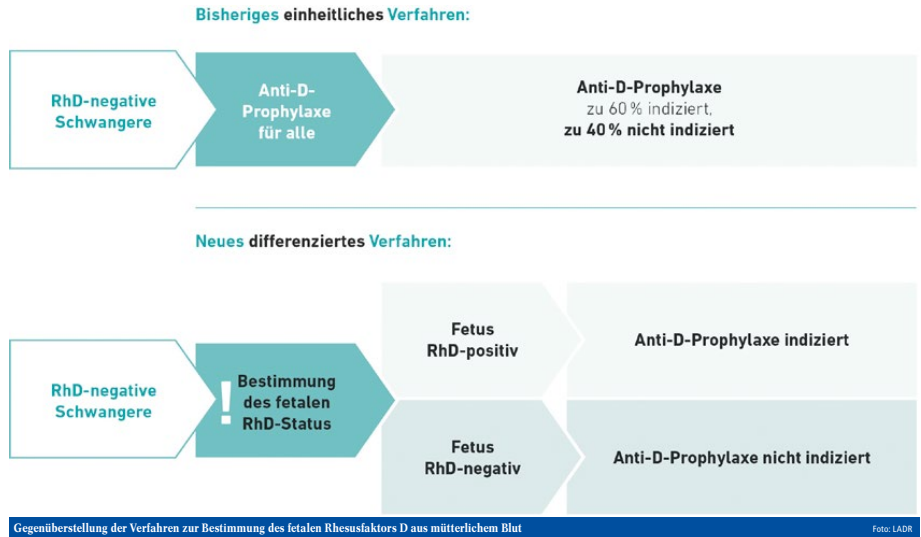 Bisheriges einheitliches Verfahren:
RhD-negative
Schwangere
Anti-D-
Prophylaxe
für alle
Anti-D-Prophylaxe
zu 60 % indiziert,
zu 40 % nicht indiziert
Neues differenziertes Verfahren:
RhD-negative
Schwangere
! Bestimmung
des fetalen
RhD-Status
Fetus
RhD-positiv
Anti-D-Prophylaxe indiziert
Fetus
RhD-negativ
Anti-D-Prophylaxe nicht indiziert
Gegenüberstellung der Verfahren zur Bestimmung des fetalen Rhesusfaktors D aus mütterlichem Blut
Foto: LADR